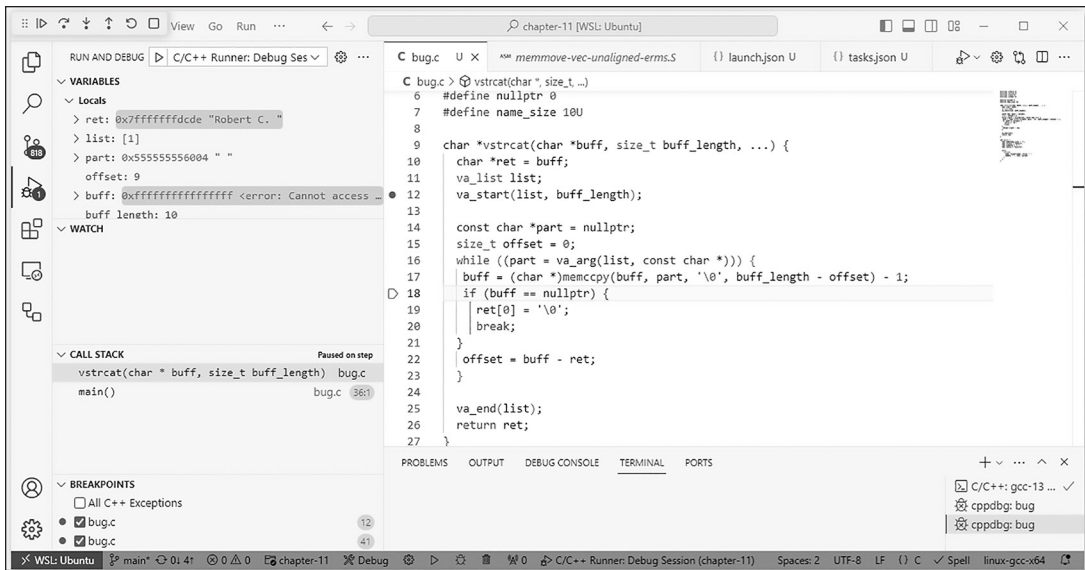 View Go Run ··· chapter-11 [WSL: Ubuntu]
RUN AND DEBUG C/C++ Runner: Debug Ses ···
VARIABLES
Locals
ret: 0x7fffffffdcde "Robert C. "
list: [1]
part: 0x555555556004 " "
offset: 9
buff: 0xffffffffffffffff <error: Cannot access …
buff length: 10
WATCH
CALL STACK Paused on step
vstrcat(char * buff, size_t buff_length) bug.c
main() bug.c 36:1
BREAKPOINTS
All C++ Exceptions
bug.c 12
bug.c 41
818
1
C bug.c U × ASM memmove-vec-unaligned-erms.S {} launch.json U {} tasks.json U
C bug.c > vstrcat(char *, size_t, ...)
6 #define nullptr 0
7 #define name_size 10U
8
9 char *vstrcat(char *buff, size_t buff_length, ...) {
10 char *ret = buff;
11 va_list list;
12 va_start(list, buff_length);
13
14 const char *part = nullptr;
15 size_t offset = 0;
16 while ((part = va_arg(list, const char *))) {
17 buff = (char *)memccpy(buff, part, '\0', buff_length - offset) - 1;
18 if (buff == nullptr) {
19 ret[0] = '\0';
20 break;
21 }
22 offset = buff - ret;
23 }
24
25 va_end(list);
26 return ret;
27 }
PROBLEMS OUTPUT DEBUG CONSOLE TERMINAL PORTS
C/C++: gcc-13 ...
cppdbg: bug
cppdbg: bug
WSL: Ubuntu main* 0↓ 4↑ 0 0 chapter-11 Debug 0 C/C++ Runner: Debug Session (chapter-11) Spaces: 2 UTF-8 LF {} C Spell linux-gcc-x64